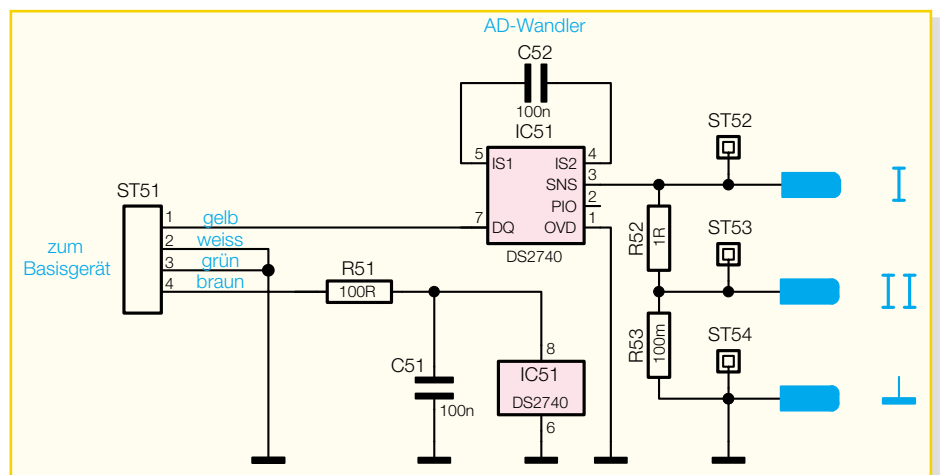 AD-Wandler
C52
100n
IC51
5 IS1 IS2 4
SNS 3
PIO 2
7 DQ OVD 1
DS2740
ST51
1 gelb
2 weiss
3 grün
4 braun
zum
Basisgerät
R51
100R
C51
100n
8
IC51
DS2740
6
ST52
I
R52
1R
ST53
II
R53
100m
ST54